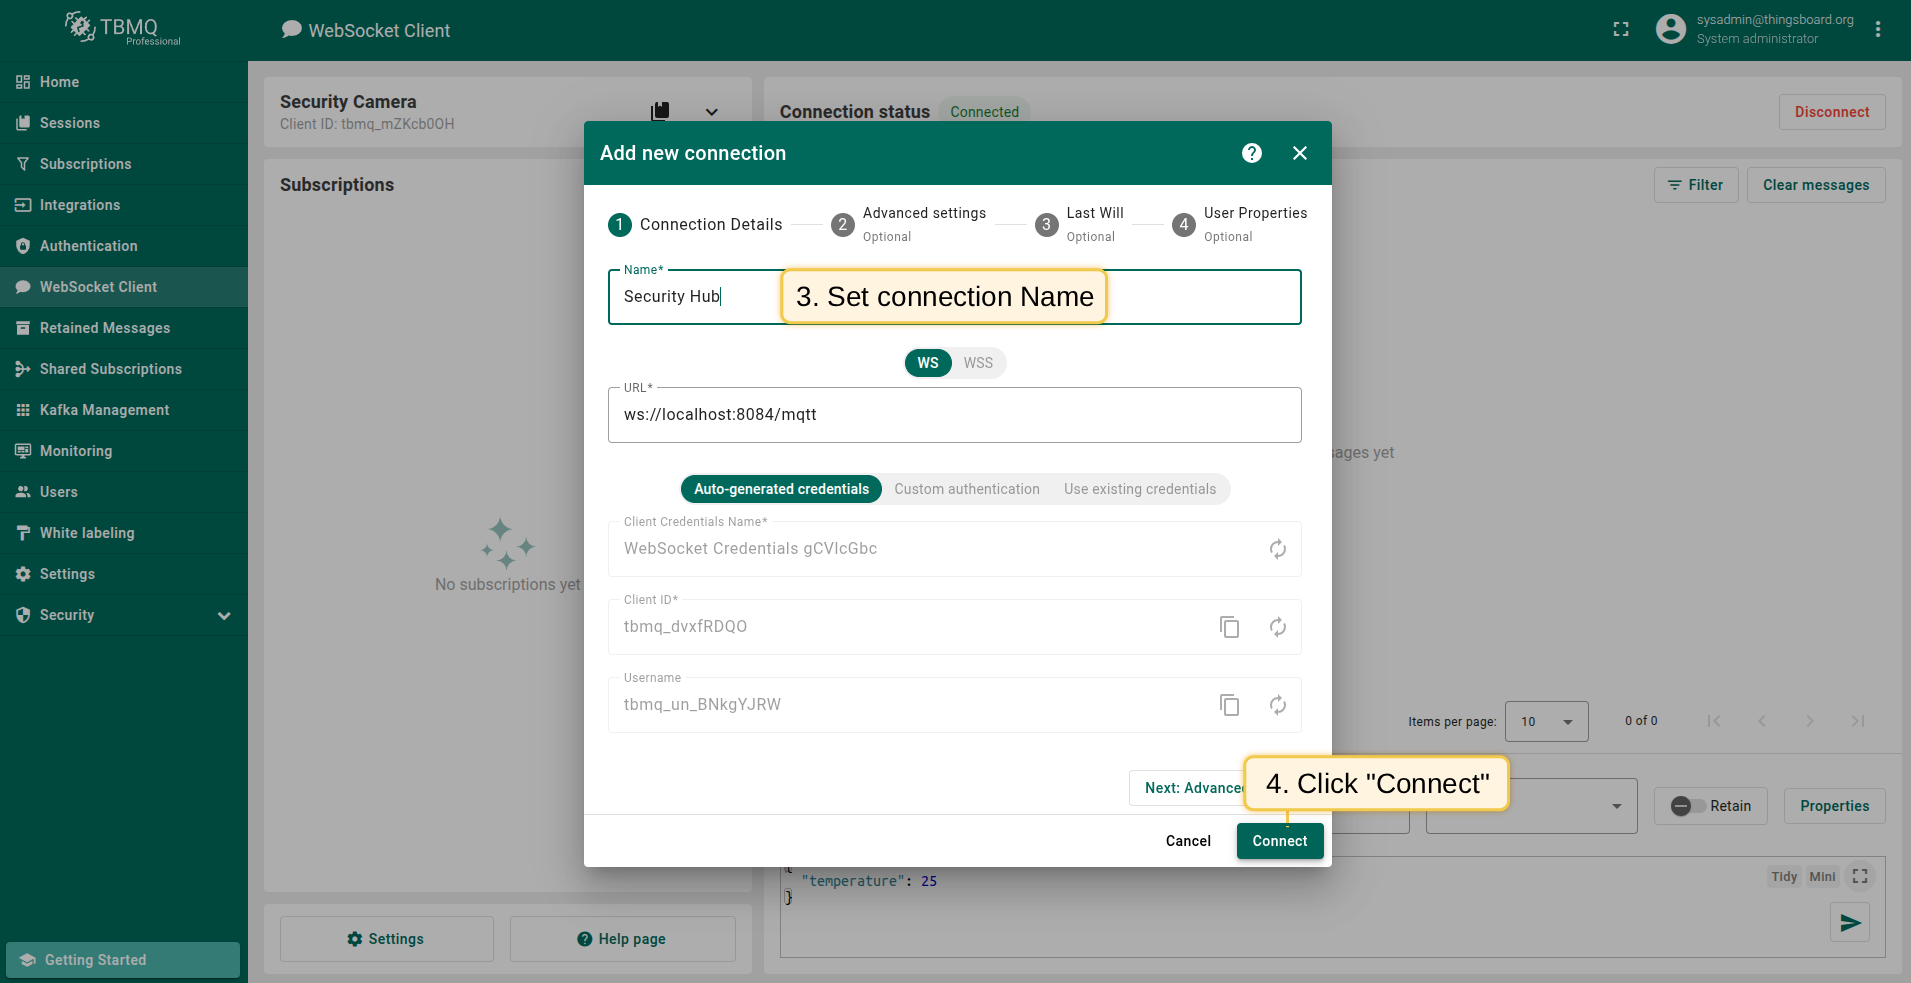 TBMQ
Professional
WebSocket Client
sysadmin@thingsboard.org
System administrator
Home
Sessions
Subscriptions
Integrations
Authentication
WebSocket Client
Retained Messages
Shared Subscriptions
Kafka Management
Monitoring
Users
White labeling
Settings
Security
Getting Started
Security Camera
Client ID: tbmq_mZKcb0OH
Connection status
Connected
Disconnect
Subscriptions
Filter
Clear messages
No subscriptions yet
Settings
Help page
Add new connection
1 Connection Details
2 Advanced settings
Optional
3 Last Will
Optional
4 User Properties
Optional
Name*
Security Hub
3. Set connection Name
WS
WSS
URL*
ws://localhost:8084/mqtt
Auto-generated credentials
Custom authentication
Use existing credentials
Client Credentials Name*
WebSocket Credentials gCVlcGbc
Client ID*
tbmq_dvxfRDQO
Username
tbmq_un_BNkgYJRW
Next: Advanced
4. Click "Connect"
Cancel
Connect
yet
Items per page:
10
0 of 0
Retain
Properties
{
"temperature": 25
}
Tidy
Mini